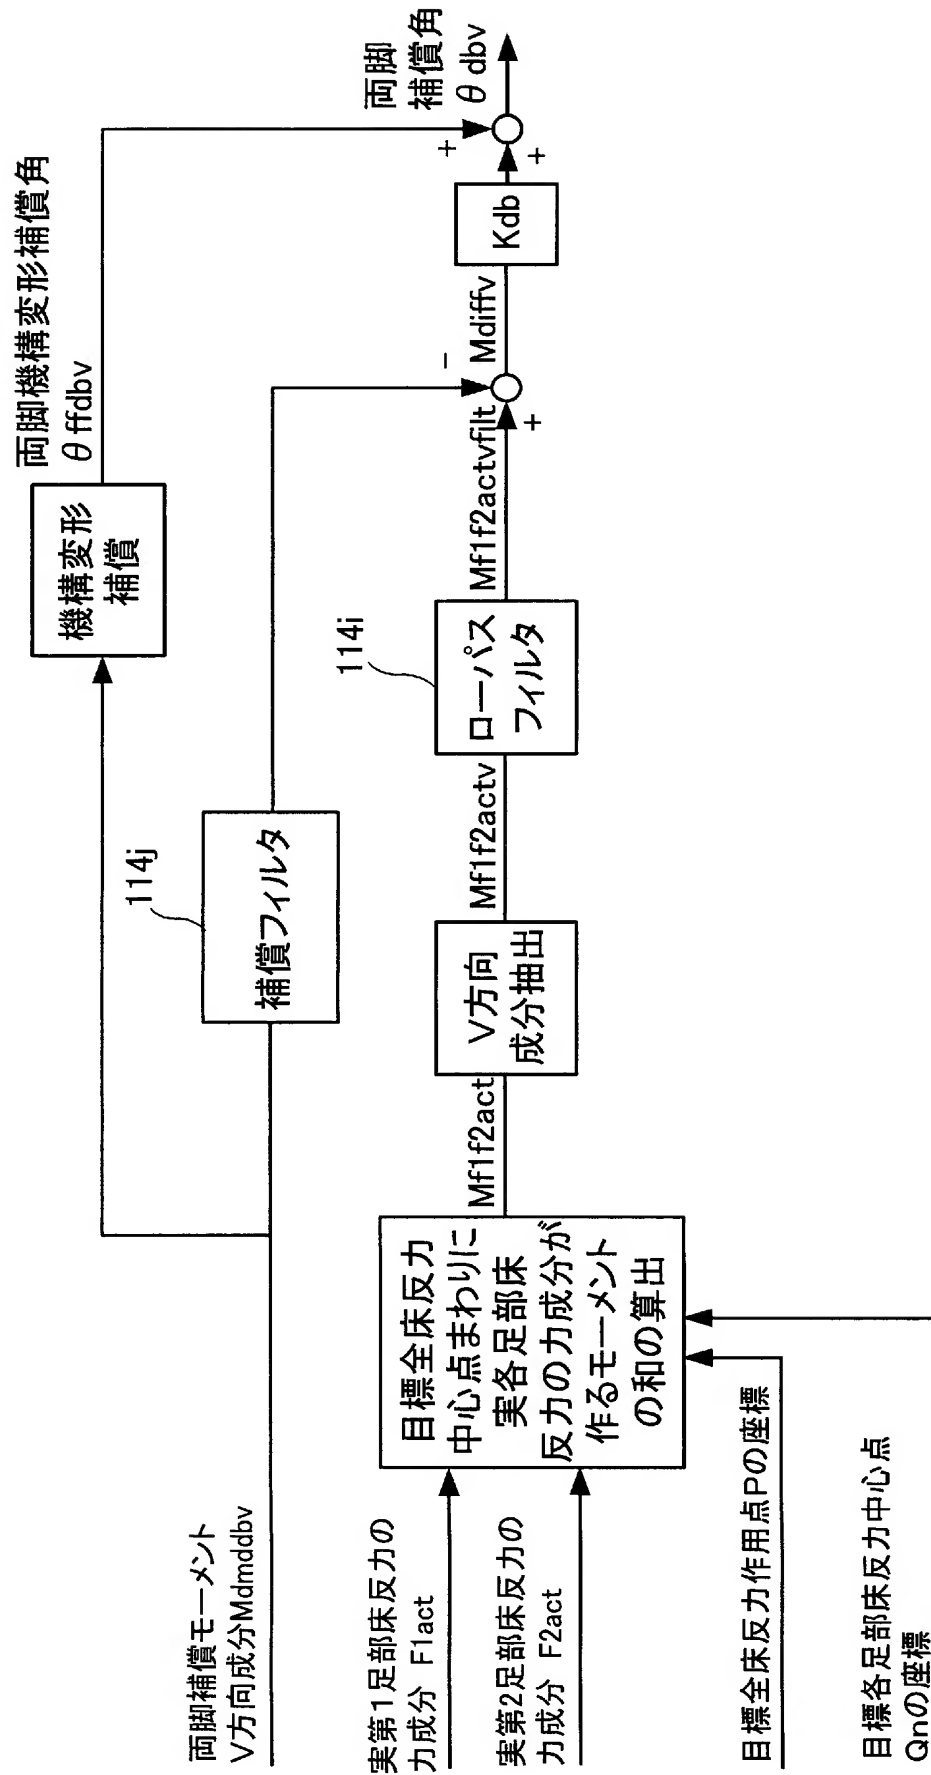 両脚補償モーメント
V方向成分Mdmddbv
実第1足部床反力の
力成分 F1act
実第2足部床反力の
力成分 F2act
目標全床反力作用点Pの座標
目標各足部床反力中心点
Qnの座標
目標全床反力
中心点まわりに
実各足部床
反力の力成分が
作るモーメント
の和の算出
Mf1f2act
V方向
成分抽出
Mf1f2actv
114i
ローパス
フィルタ
Mf1f2actvfilt
+
-
Mdiffv
Kdb
+
+
114j
補償フィルタ
機構変形
補償
両脚機構変形補償角
θffdbv
両脚
補償角
θdbv